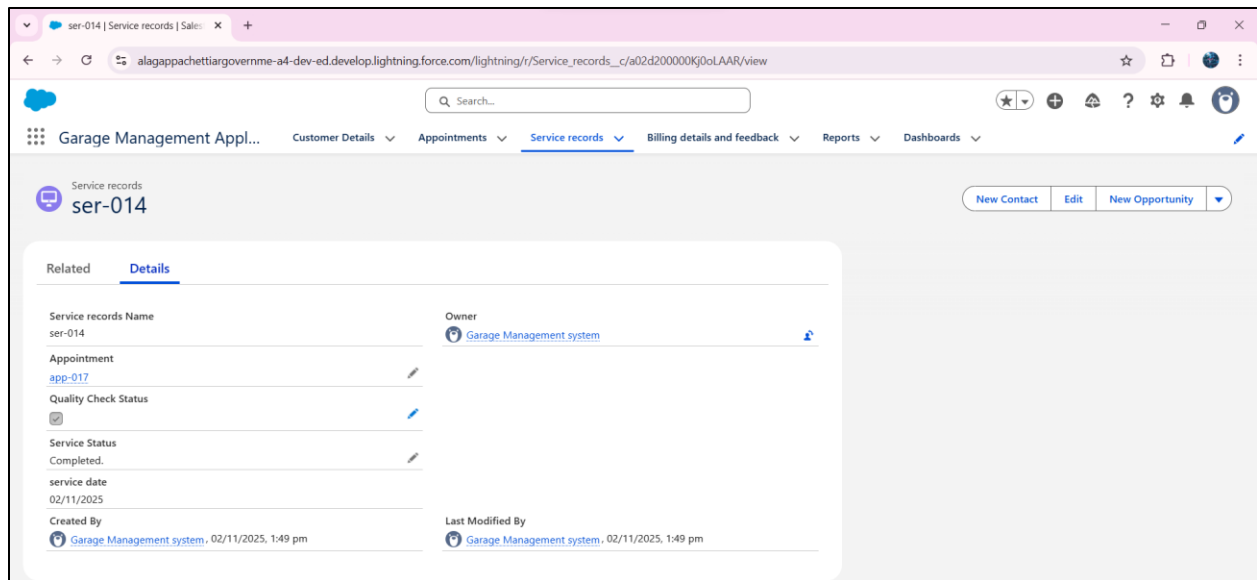 ser-014 | Service records | Sales
alagappachettiargovernme-a4-dev-ed.develop.lightning.force.com/lightning/r/Service_records__c/a02d200000Kj0oLAAR/view
Search...
Garage Management Appl... Customer Details Appointments Service records Billing details and feedback Reports Dashboards
Service records
ser-014
New Contact Edit New Opportunity
Related Details
Service records Name Owner
ser-014 Garage Management system
Appointment
app-017
Quality Check Status
Service Status
Completed.
service date
02/11/2025
Created By Last Modified By
Garage Management system, 02/11/2025, 1:49 pm Garage Management system, 02/11/2025, 1:49 pm